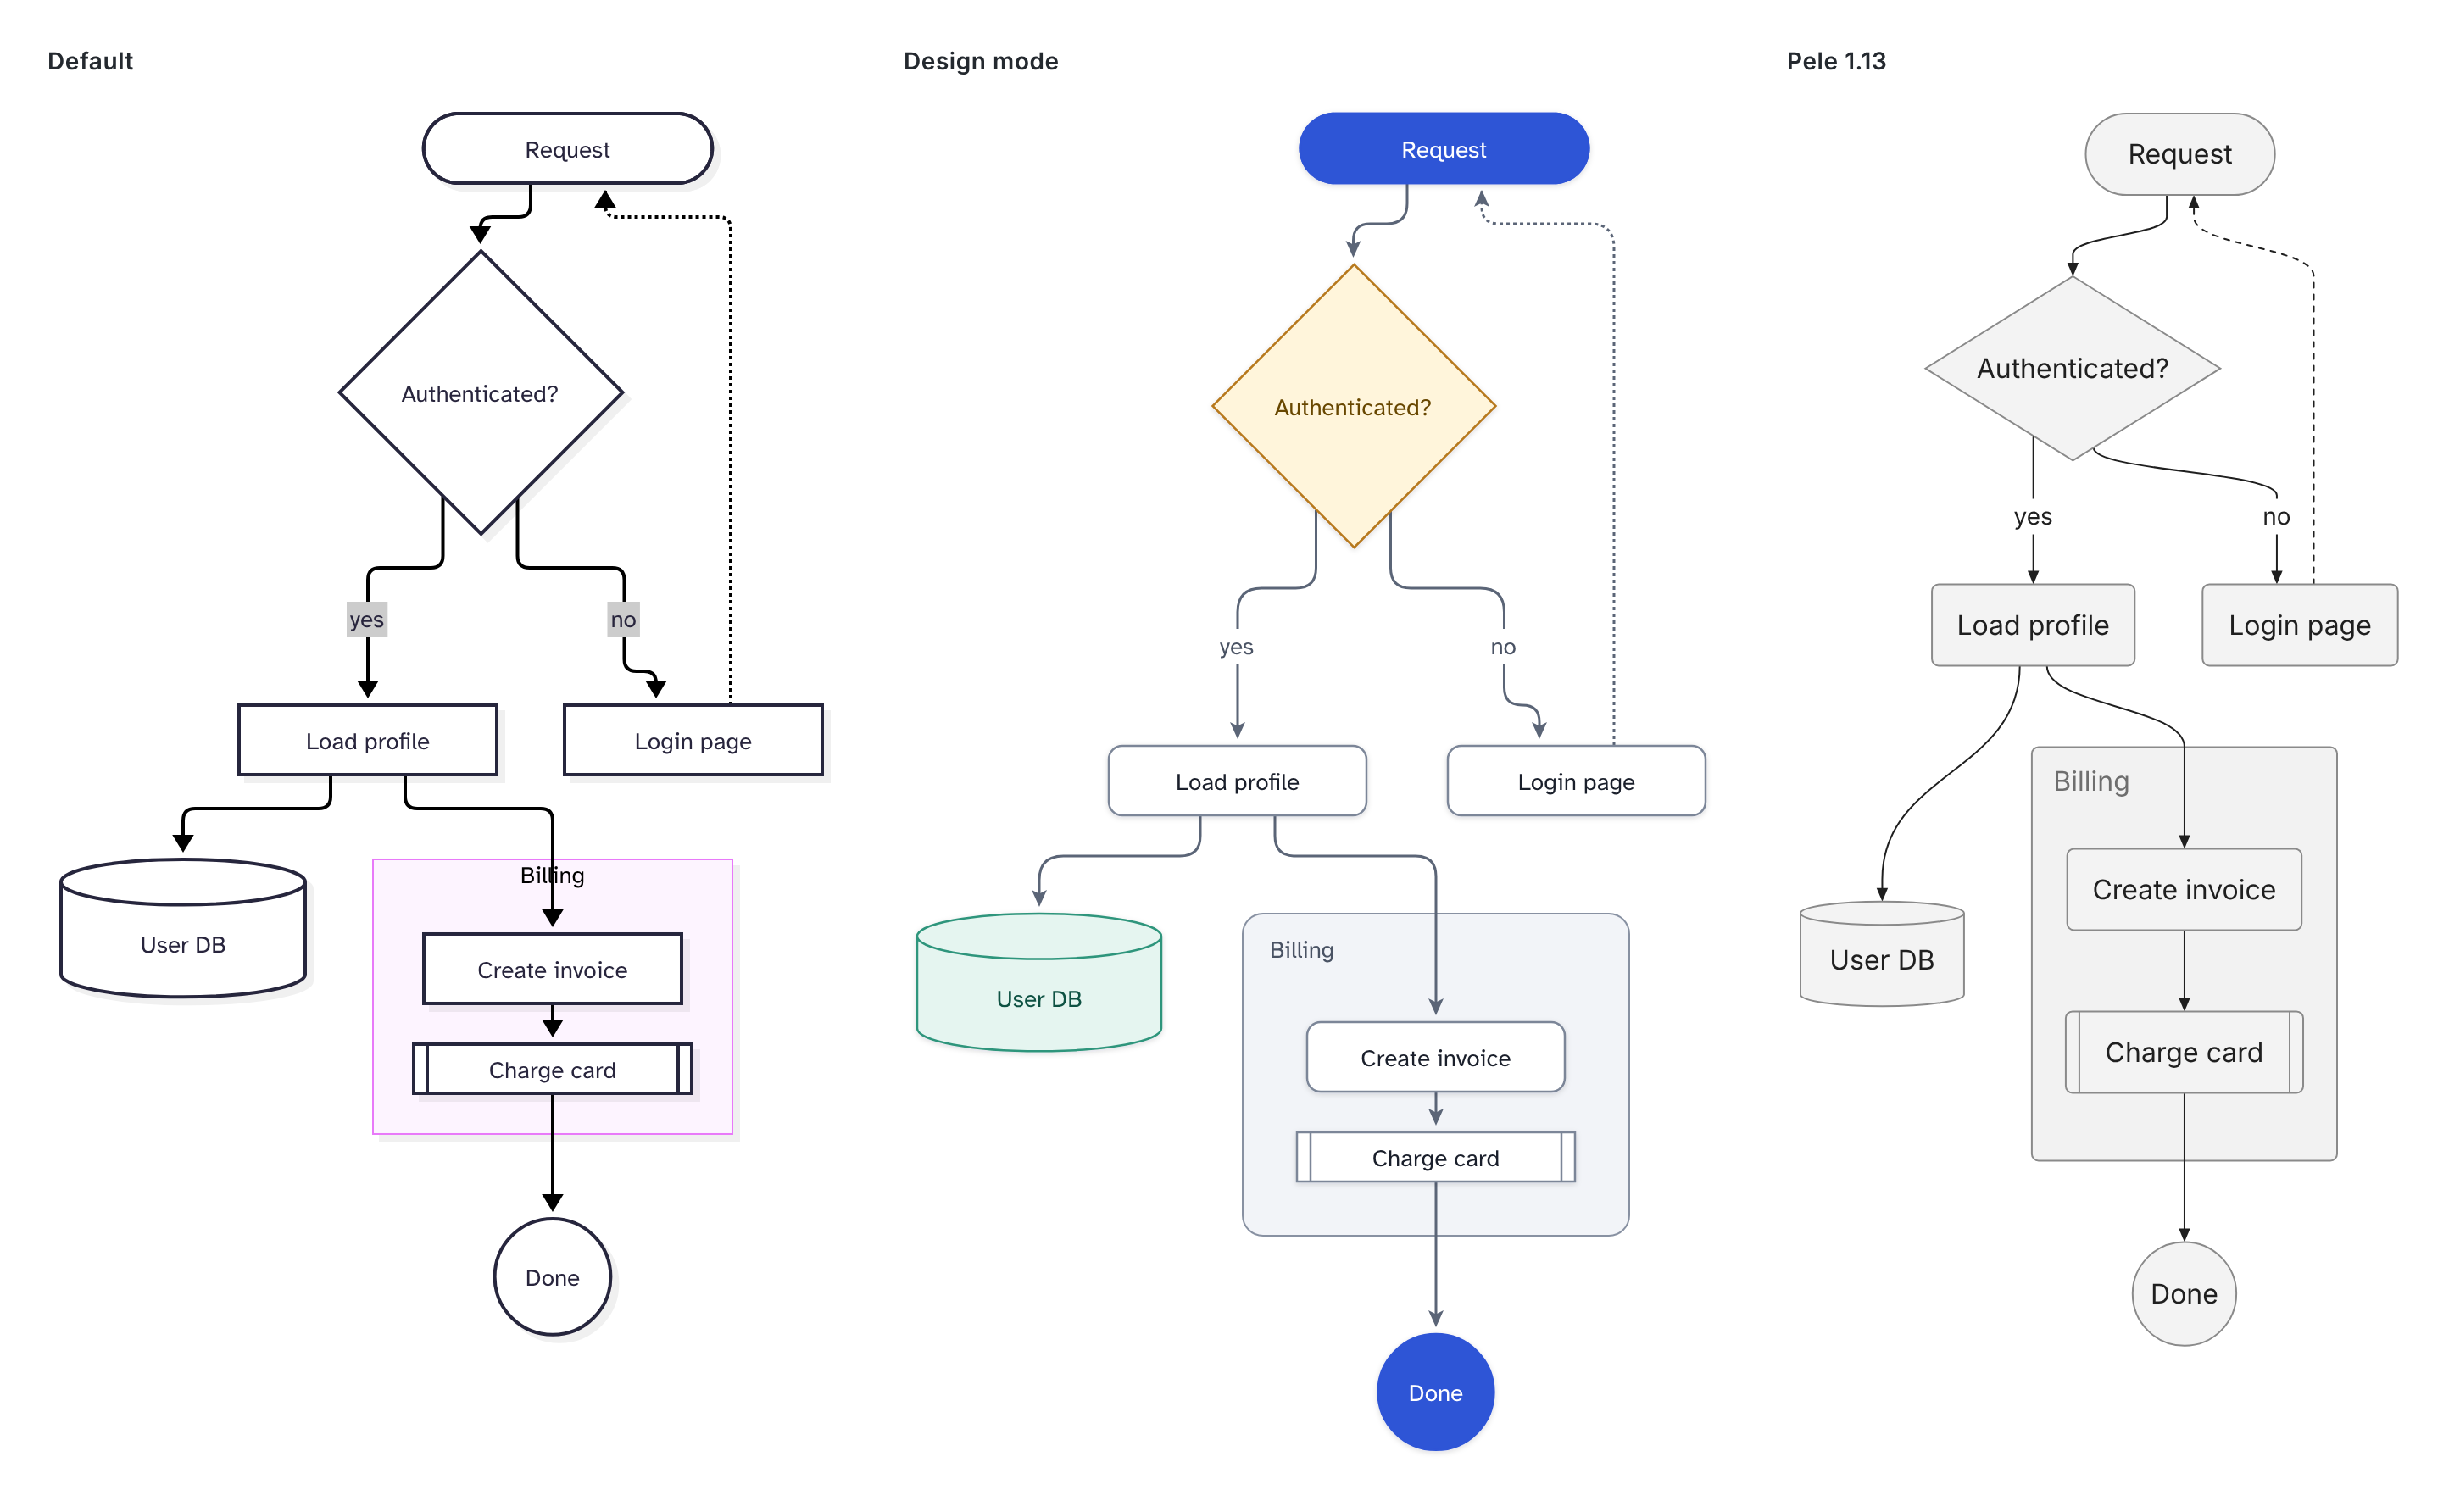 Default
Request
Authenticated?
yes
no
Load profile
Login page
Billing
User DB
Create invoice
Charge card
Done
Design mode
Request
Authenticated?
yes
no
Load profile
Login page
Billing
User DB
Create invoice
Charge card
Done
Pele 1.13
Request
Authenticated?
yes
no
Load profile
Login page
Billing
Create invoice
User DB
Charge card
Done